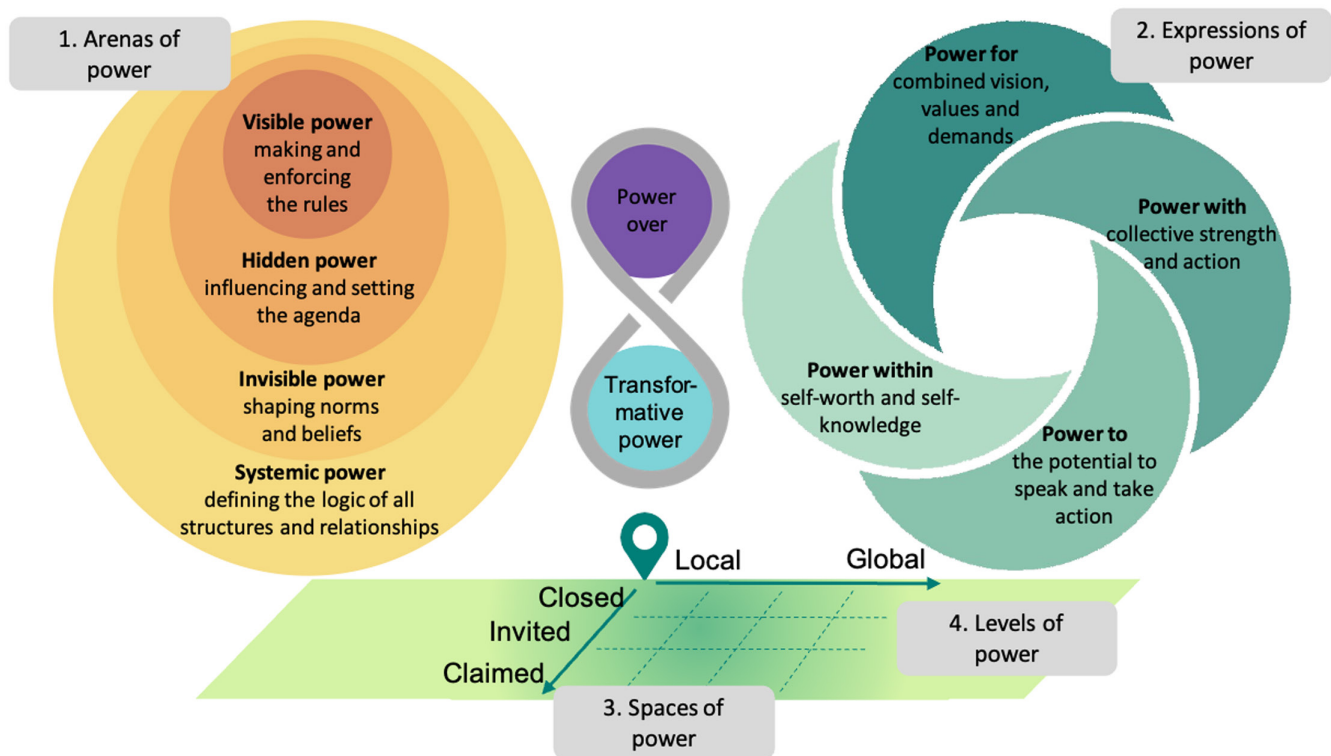 1. Arenas of
power
Visible power
making and
enforcing
the rules
Hidden power
influencing and setting
the agenda
Invisible power
shaping norms
and beliefs
Systemic power
defining the logic of all
structures and relationships
Power
over
Transfor-
mative
power
2. Expressions of
power
Power for
combined vision,
values and
demands
Power with
collective strength
and action
Power within
self-worth and self-
knowledge
Power to
the potential to
speak and take
action
Local
Global
Closed
Invited
Claimed
4. Levels of
power
3. Spaces of
power